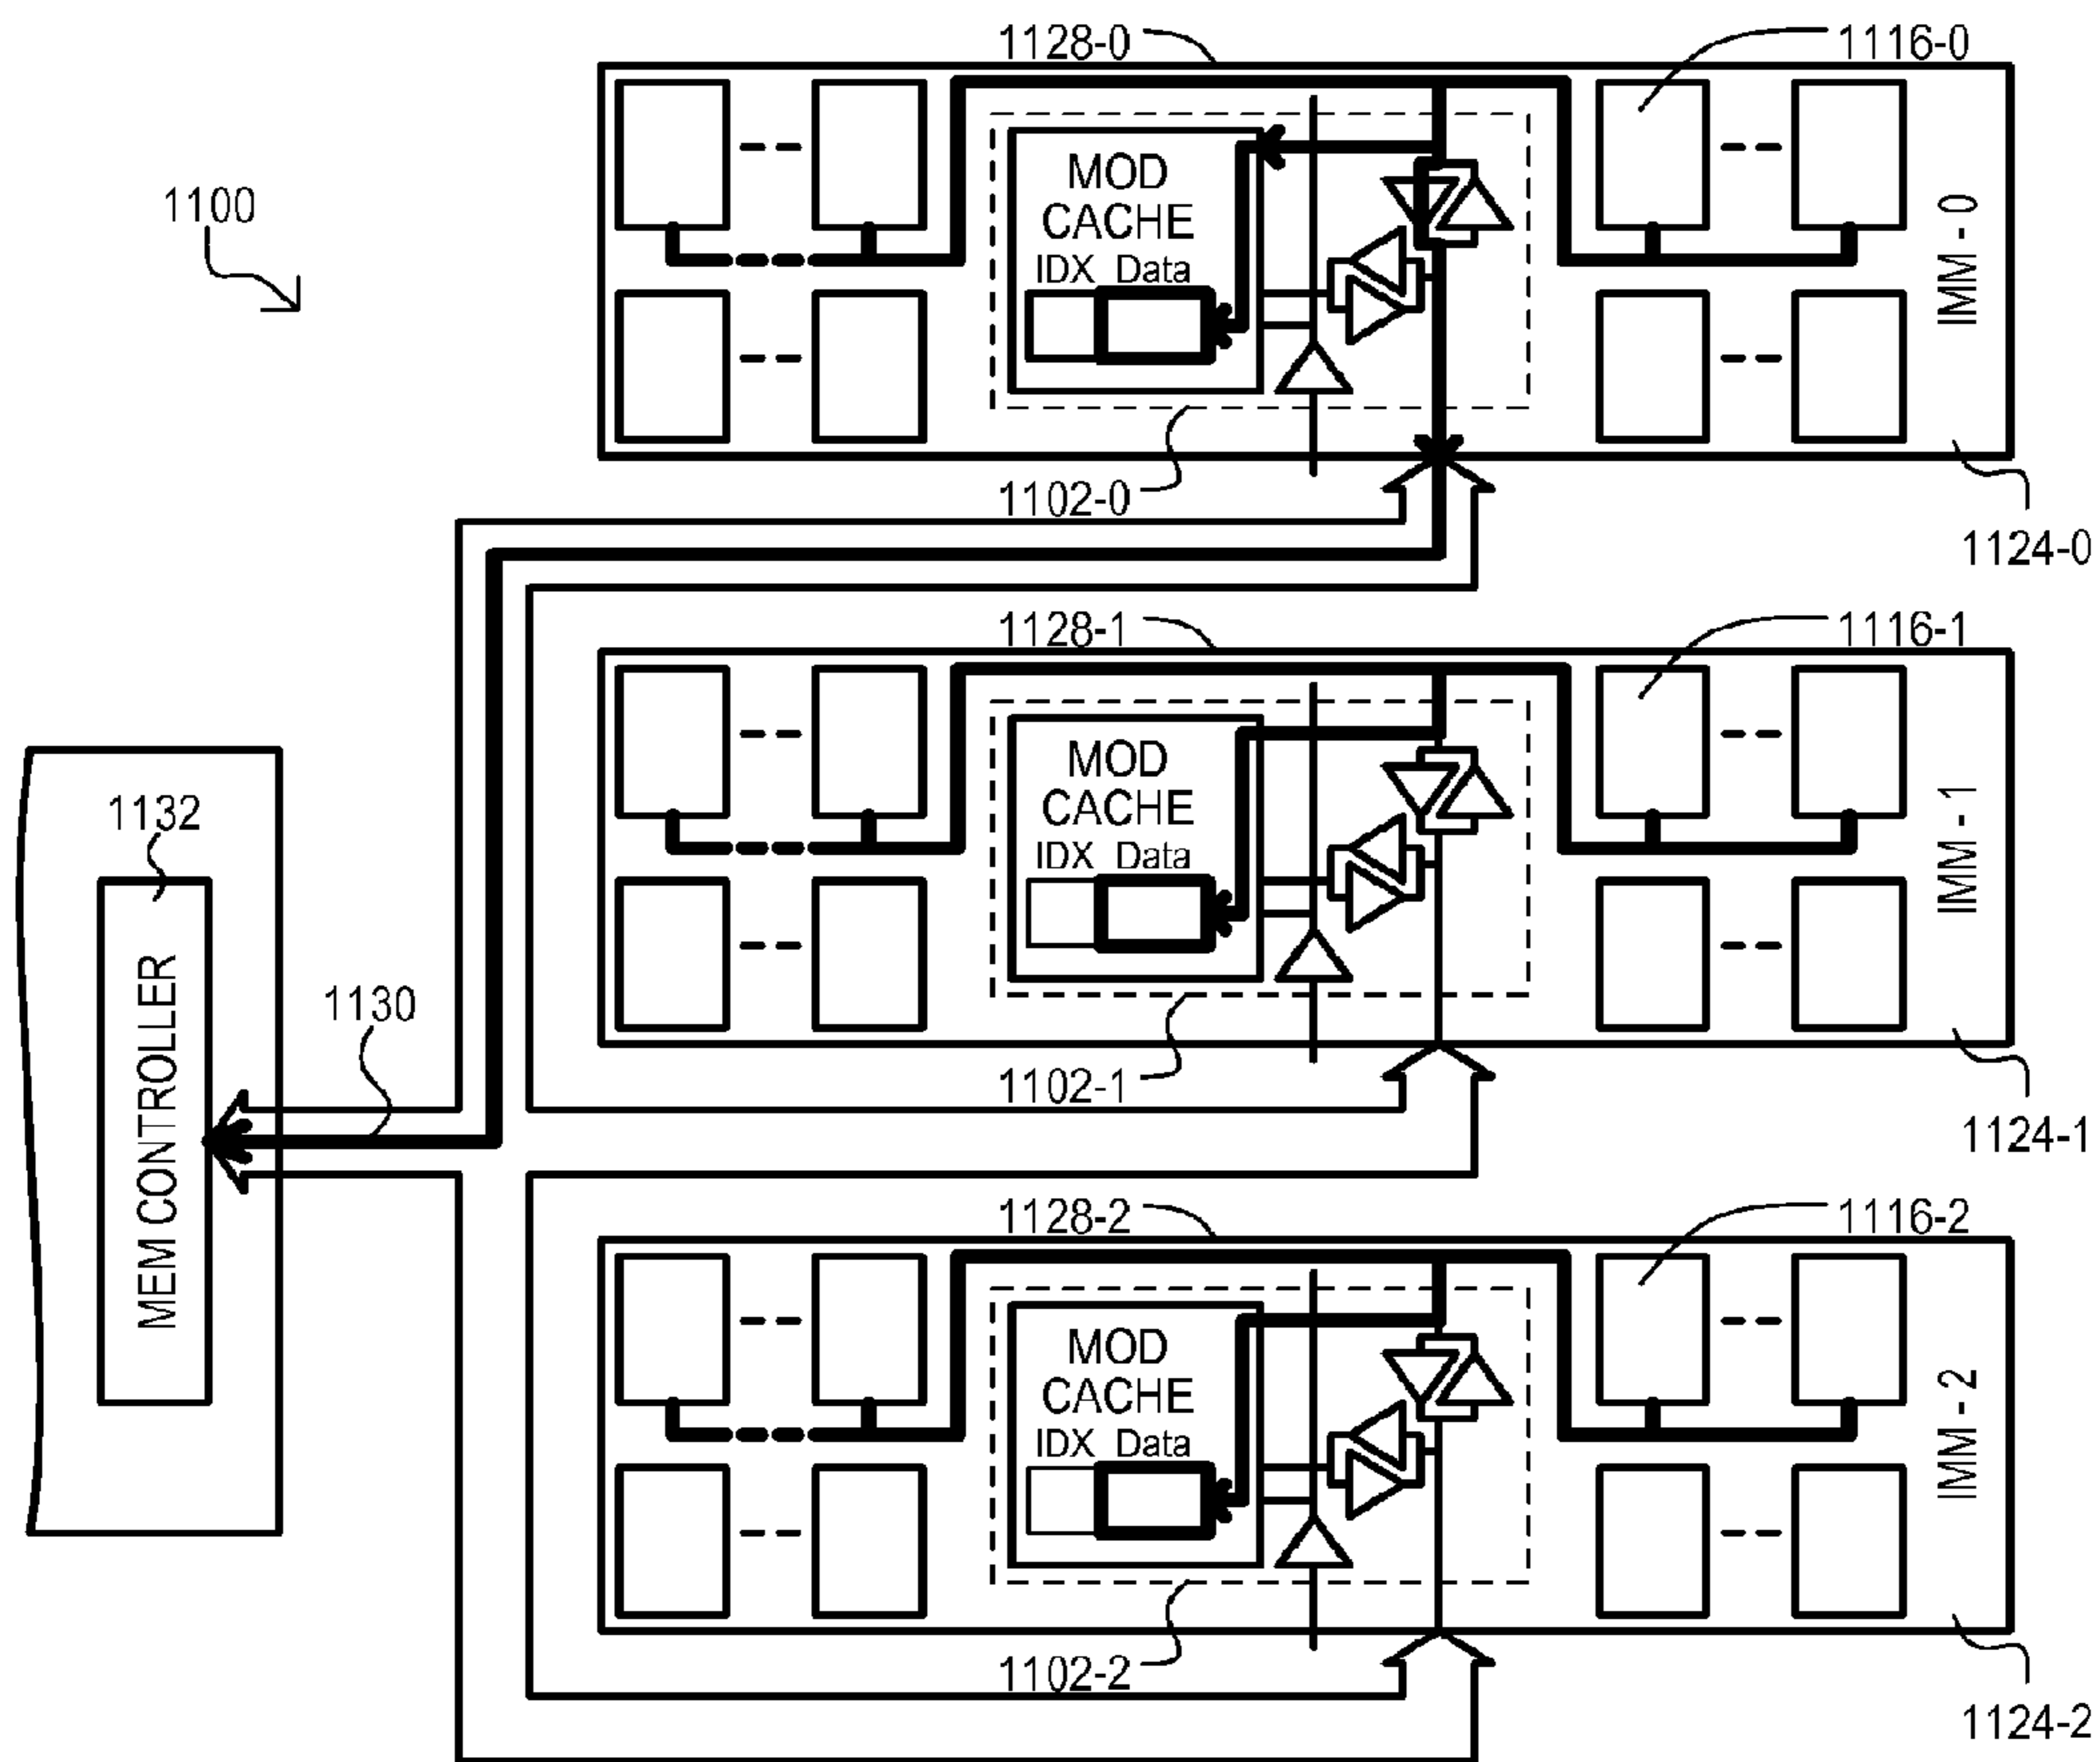 1128-0
1116-0
1100
MOD
CACHE
IDX Data
IMM - 0
1102-0
1124-0
1128-1
1116-1
MOD
CACHE
IDX Data
IMM - 1
1132
MEM CONTROLLER
1130
1102-1
1124-1
1128-2
1116-2
MOD
CACHE
IDX Data
IMM - 2
1102-2
1124-2